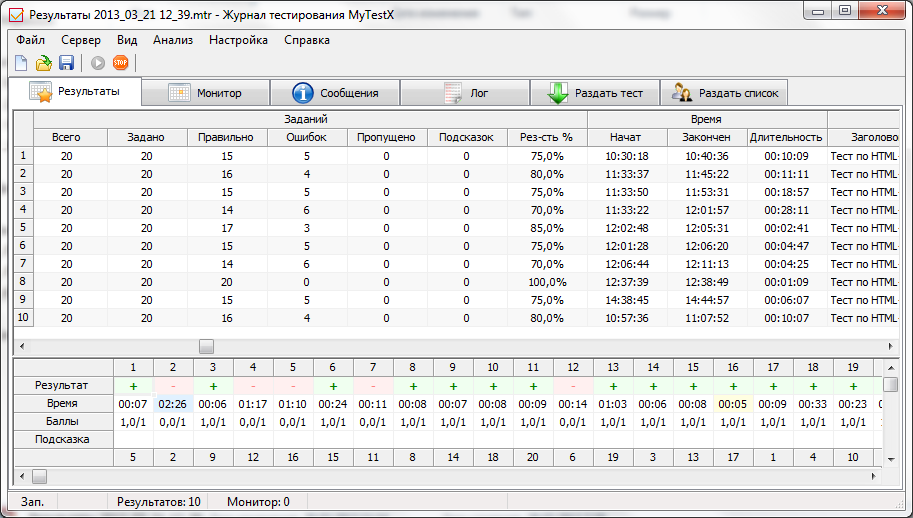 Результаты 2013_03_21 12_39.mtr - Журнал тестирования MyTestX
Файл Сервер Вид Анализ Настройка Справка
STOP
Результаты Монитор Сообщения Лог Раздать тест Раздать список
Заданий Время
Всего Задано Правильно Ошибок Пропущено Подсказок Рез-сть % Начат Закончен Длительность Заголово
1 20 20 15 5 0 0 75,0% 10:30:18 10:40:36 00:10:09 Тест по HTML-
2 20 20 16 4 0 0 80,0% 11:33:37 11:45:22 00:11:11 Тест по HTML-
3 20 20 15 5 0 0 75,0% 11:33:50 11:53:31 00:18:57 Тест по HTML-
4 20 20 14 6 0 0 70,0% 11:33:22 12:01:57 00:28:11 Тест по HTML-
5 20 20 17 3 0 0 85,0% 12:02:48 12:05:31 00:02:41 Тест по HTML-
6 20 20 15 5 0 0 75,0% 12:01:28 12:06:20 00:04:47 Тест по HTML-
7 20 20 14 6 0 0 70,0% 12:06:44 12:11:13 00:04:25 Тест по HTML-
8 20 20 20 0 0 0 100,0% 12:37:39 12:38:49 00:01:09 Тест по HTML-
9 20 20 15 5 0 0 75,0% 14:38:45 14:44:57 00:06:07 Тест по HTML-
10 20 20 16 4 0 0 80,0% 10:57:36 11:07:52 00:10:07 Тест по HTML-
1 2 3 4 5 6 7 8 9 10 11 12 13 14 15 16 17 18 19
Результат + - + - - + - + + + + - + + + + + + +
Время 00:07 02:26 00:06 01:17 01:10 00:24 00:11 00:08 00:07 00:08 00:09 00:14 01:03 00:06 00:08 00:05 00:09 00:33 00:23
Баллы 1,0/1 0,0/1 1,0/1 0,0/1 0,0/1 1,0/1 0,0/1 1,0/1 1,0/1 1,0/1 1,0/1 0,0/1 1,0/1 1,0/1 1,0/1 1,0/1 1,0/1 1,0/1 1,0/1
Подсказка
5 2 9 12 16 15 11 8 14 18 20 6 19 3 13 17 1 4 10
Зап. Результатов: 10 Монитор: 0